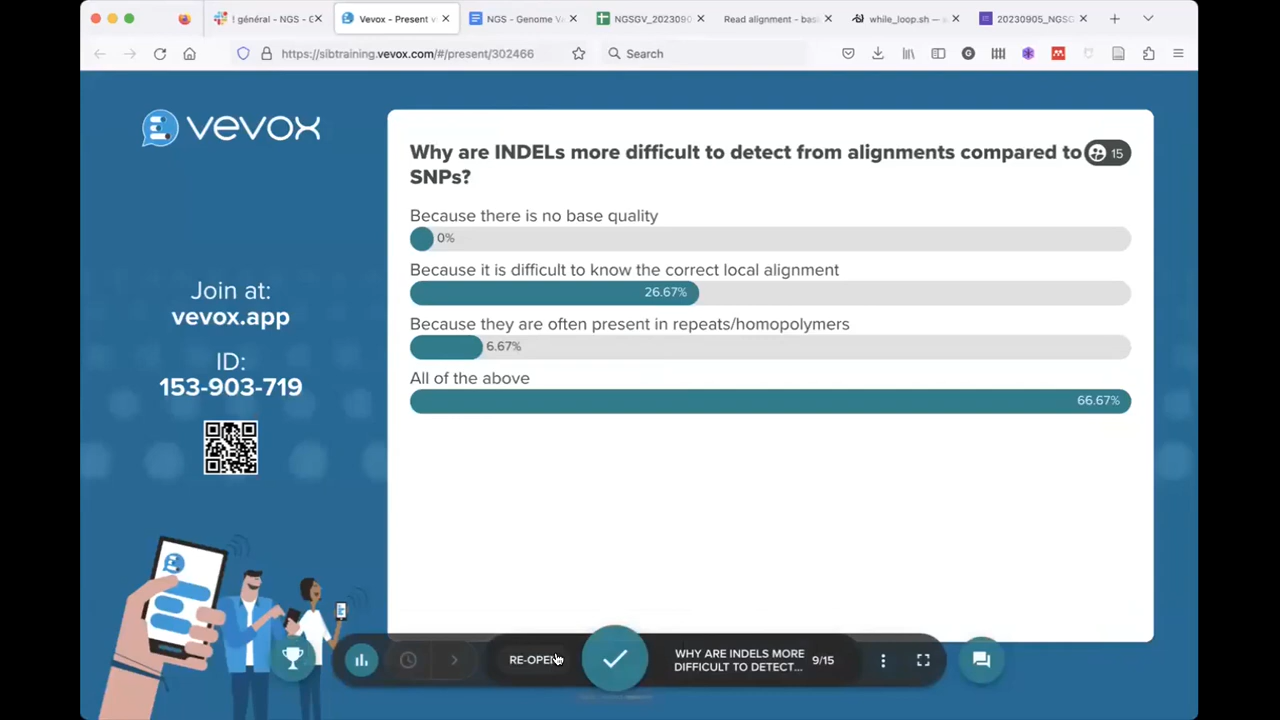 ! général - NGS - C
Vevox - Present v
NGS - Genome Va
NGSGV_202309
Read alignment - bas
while_loop.sh —
20230905_NGSG
https://sibtraining.vevox.com/#/present/302466
Search
vevox
Join at:
vevox.app
ID:
153-903-719
Why are INDELs more difficult to detect from alignments compared to
SNPs?
15
Because there is no base quality
0%
Because it is difficult to know the correct local alignment
26.67%
Because they are often present in repeats/homopolymers
6.67%
All of the above
66.67%
RE-OPEN
WHY ARE INDELS MORE
DIFFICULT TO DETECT...
9/15